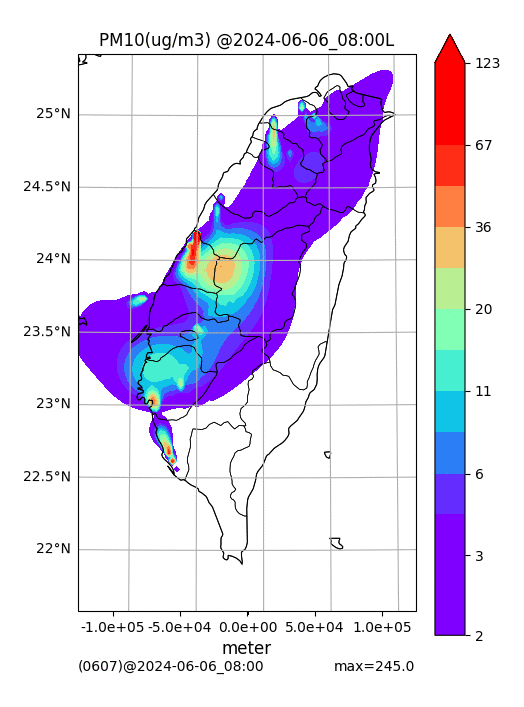 PM10(ug/m3) @2024-06-06_08:00L
25°N
24.5°N
24°N
23.5°N
23°N
22.5°N
22°N
-1.0e+05 -5.0e+04 0.0e+00 5.0e+04 1.0e+05
meter
(0607)@2024-06-06_08:00 max=245.0
123
67
36
20
11
6
3
2